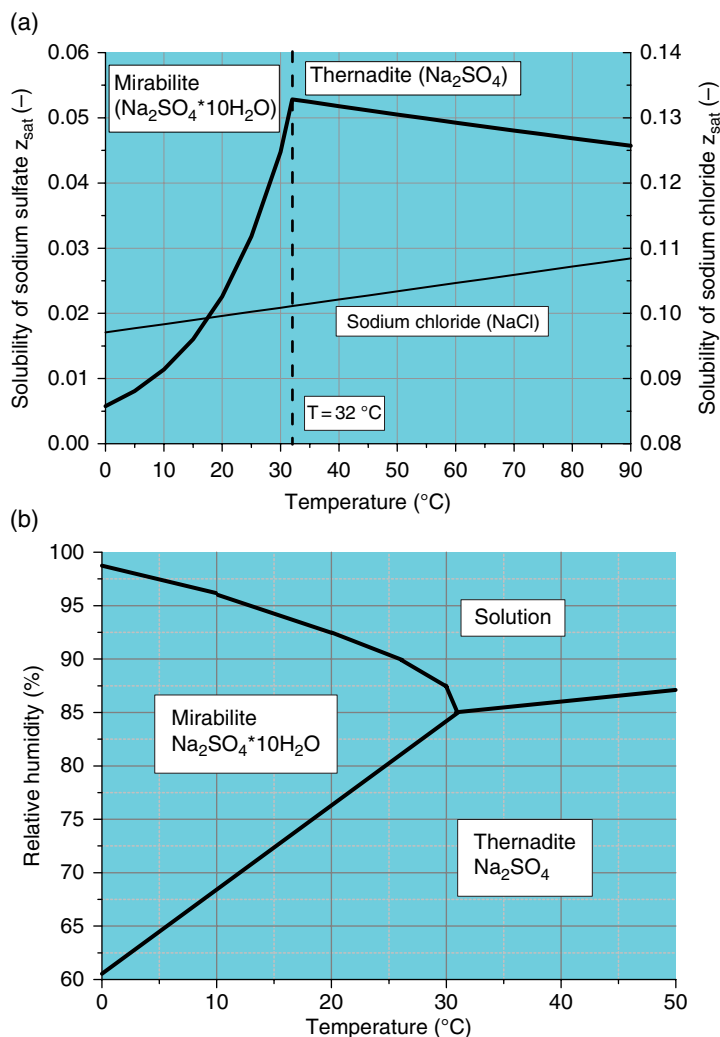 (a)
0.06
0.05
0.04
0.03
0.02
0.01
0.00
Solubility of sodium sulfate z_sat (–)
Mirabilite
(Na₂SO₄*10H₂O)
Thernadite (Na₂SO₄)
Sodium chloride (NaCl)
T = 32 °C
0.14
0.13
0.12
0.11
0.10
0.09
0.08
Solubility of sodium chloride z_sat (–)
0 10 20 30 40 50 60 70 80 90
Temperature (°C)
(b)
100
95
90
85
80
75
70
65
60
Relative humidity (%)
Solution
Mirabilite
Na₂SO₄*10H₂O
Thernadite
Na₂SO₄
0 10 20 30 40 50
Temperature (°C)